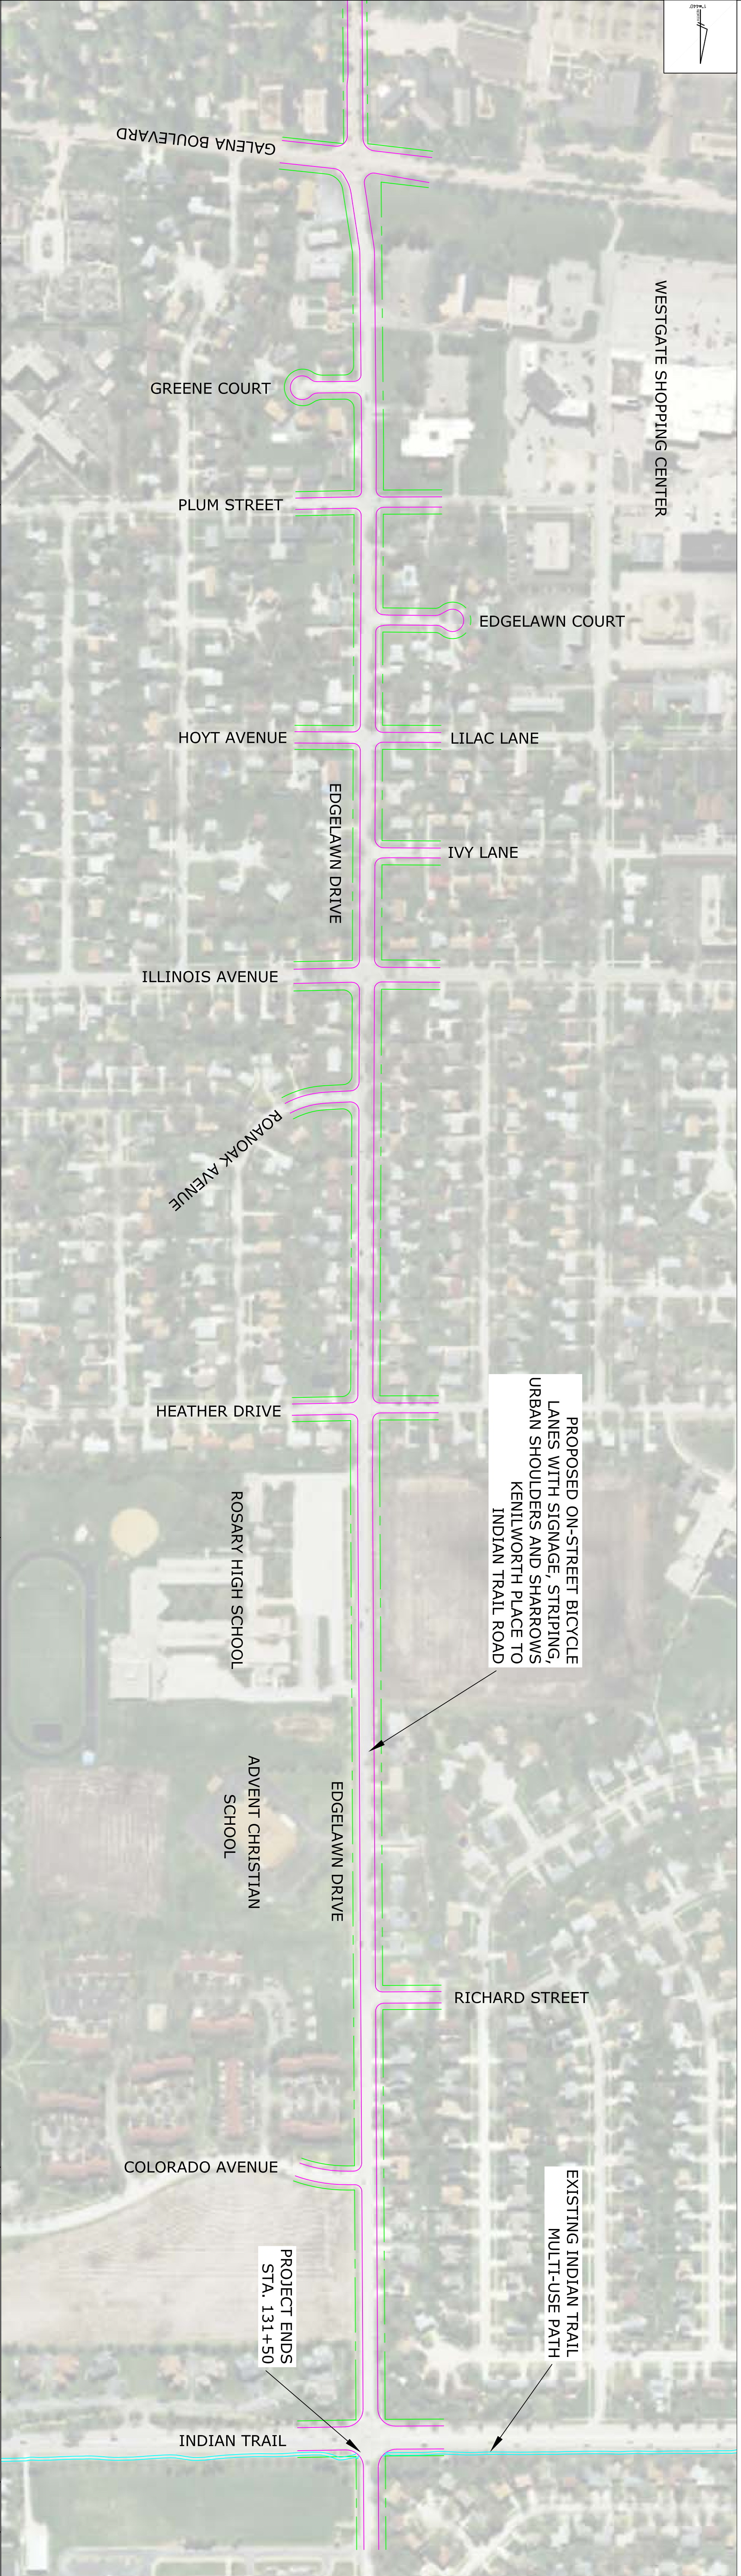 GALENA BOULEVARD
WESTGATE SHOPPING CENTER
GREENE COURT
PLUM STREET
EDGELAWN COURT
HOYT AVENUE
LILAC LANE
EDGELAWN DRIVE
IVY LANE
ILLINOIS AVENUE
ROANOAK AVENUE
HEATHER DRIVE
PROPOSED ON-STREET BICYCLE
LANES WITH SIGNAGE, STRIPING,
URBAN SHOULDERS AND SHARROWS
KENILWORTH PLACE TO
INDIAN TRAIL ROAD
ROSARY HIGH SCHOOL
ADVENT CHRISTIAN
SCHOOL
EDGELAWN DRIVE
RICHARD STREET
COLORADO AVENUE
EXISTING INDIAN TRAIL
MULTI-USE PATH
PROJECT ENDS
STA. 131+50
INDIAN TRAIL